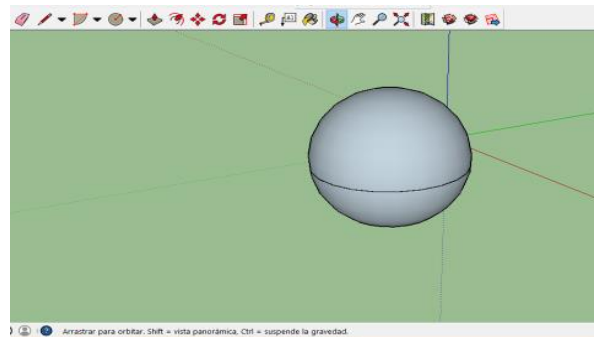 Arrastrar para orbitar. Shift = vista panorámica, Ctrl = suspende la gravedad.